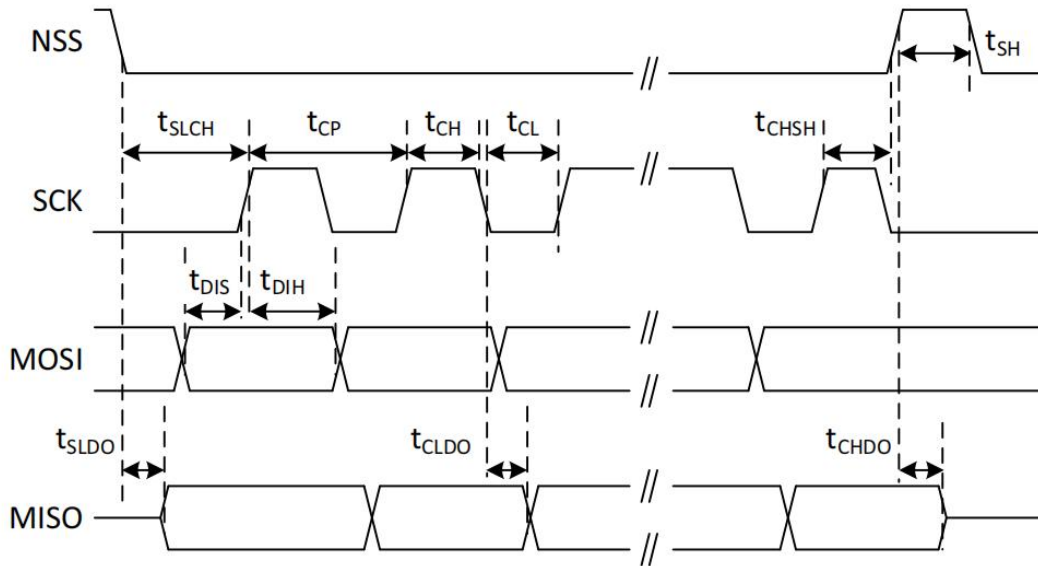 NSS
t_SH
t_SLCH t_CP t_CH t_CL t_CHSH
SCK
t_DIS t_DIH
MOSI
t_SLDO t_CLDO t_CHDO
MISO